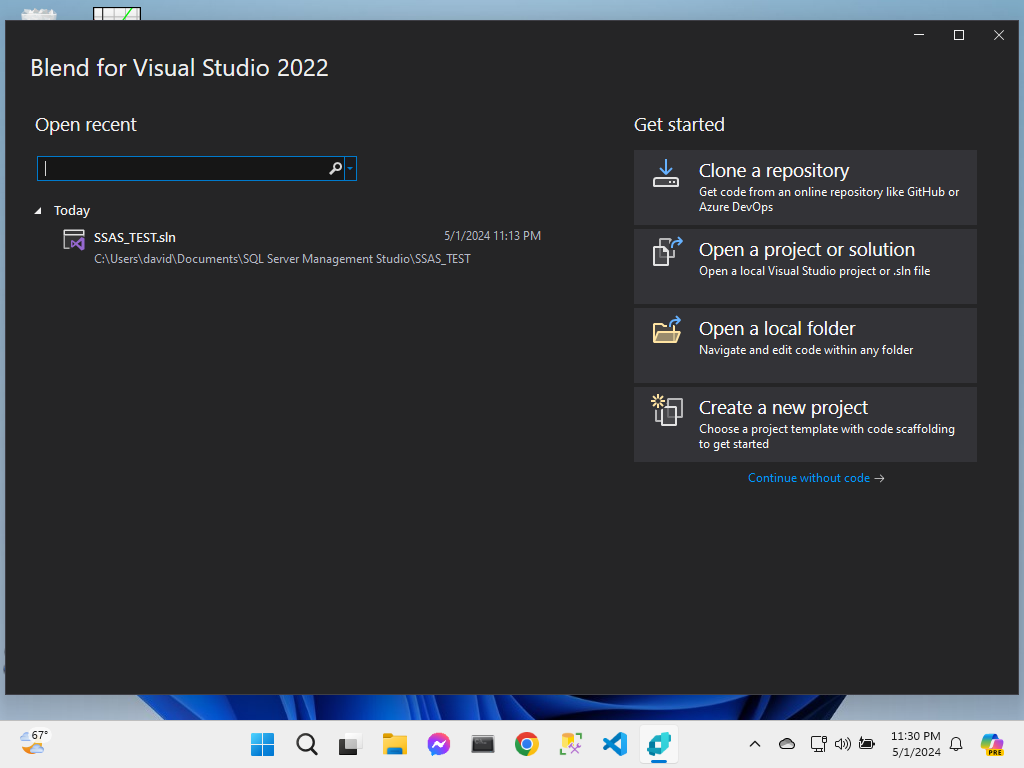 Blend for Visual Studio 2022
Open recent
Today
SSAS_TEST.sln
5/1/2024 11:13 PM
C:\Users\david\Documents\SQL Server Management Studio\SSAS_TEST
Get started
Clone a repository
Get code from an online repository like GitHub or
Azure DevOps
Open a project or solution
Open a local Visual Studio project or .sln file
Open a local folder
Navigate and edit code within any folder
Create a new project
Choose a project template with code scaffolding
to get started
Continue without code →
67°
11:30 PM
5/1/2024
PRE